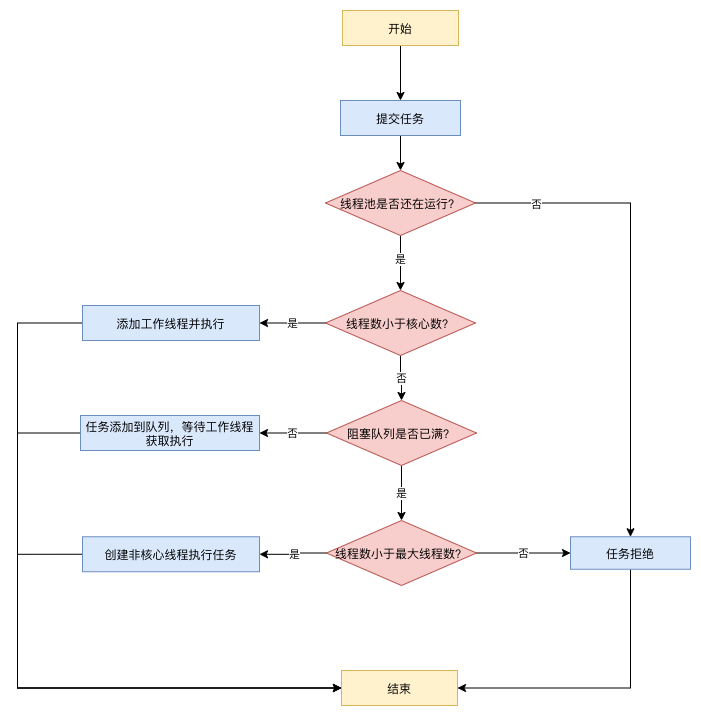 开始
提交任务
线程池是否还在运行?
否
是
线程数小于核心数?
是
添加工作线程并执行
否
阻塞队列是否已满?
否
任务添加到队列，等待工作线程
获取执行
是
线程数小于最大线程数?
是
创建非核心线程执行任务
否
任务拒绝
结束